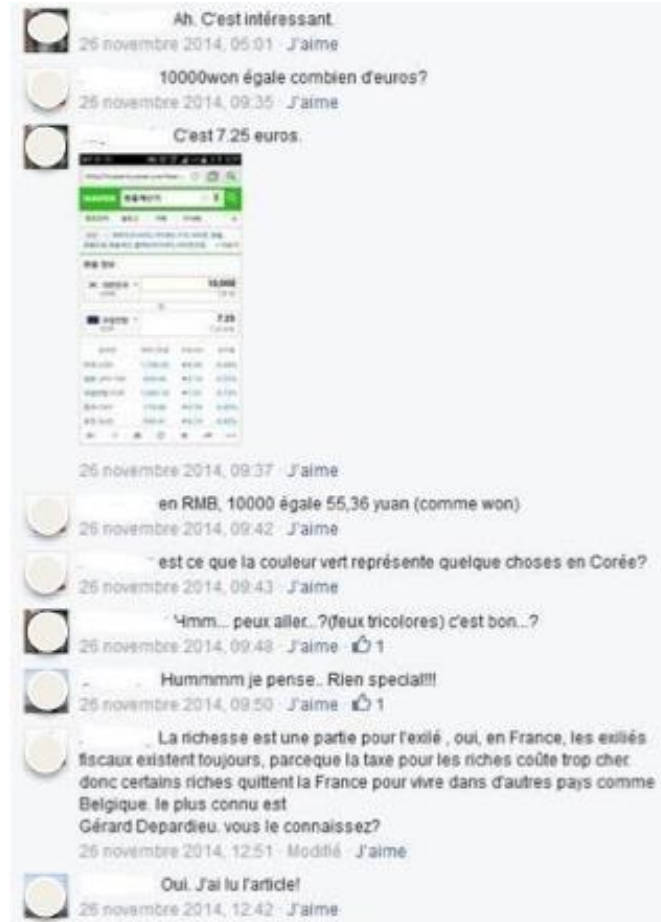 Ah. C'est intéressant.
26 novembre 2014, 05:01 · J'aime
10000won égale combien d'euros?
26 novembre 2014, 09:35 · J'aime
C'est 7.25 euros.
10,000
7.25
26 novembre 2014, 09:37 · J'aime
en RMB, 10000 égale 55,36 yuan (comme won)
26 novembre 2014, 09:42 · J'aime
est ce que la couleur vert représente quelque choses en Corée?
26 novembre 2014, 09:43 · J'aime
Hmm... peux aller...?(feux tricolores) c'est bon...?
26 novembre 2014, 09:48 · J'aime · 1
Hummmm je pense.. Rien special!!!
26 novembre 2014, 09:50 · J'aime · 1
La richesse est une partie pour l'exilé , oui, en France, les exiliés
fiscaux existent toujours, parceque la taxe pour les riches coûte trop cher.
donc certains riches quittent la France pour vivre dans d'autres pays comme
Belgique. le plus connu est
Gérard Depardieu. vous le connaissez?
26 novembre 2014, 12:51 · Modifié · J'aime
Oui. J'ai lu l'article!
26 novembre 2014, 12:42 · J'aime